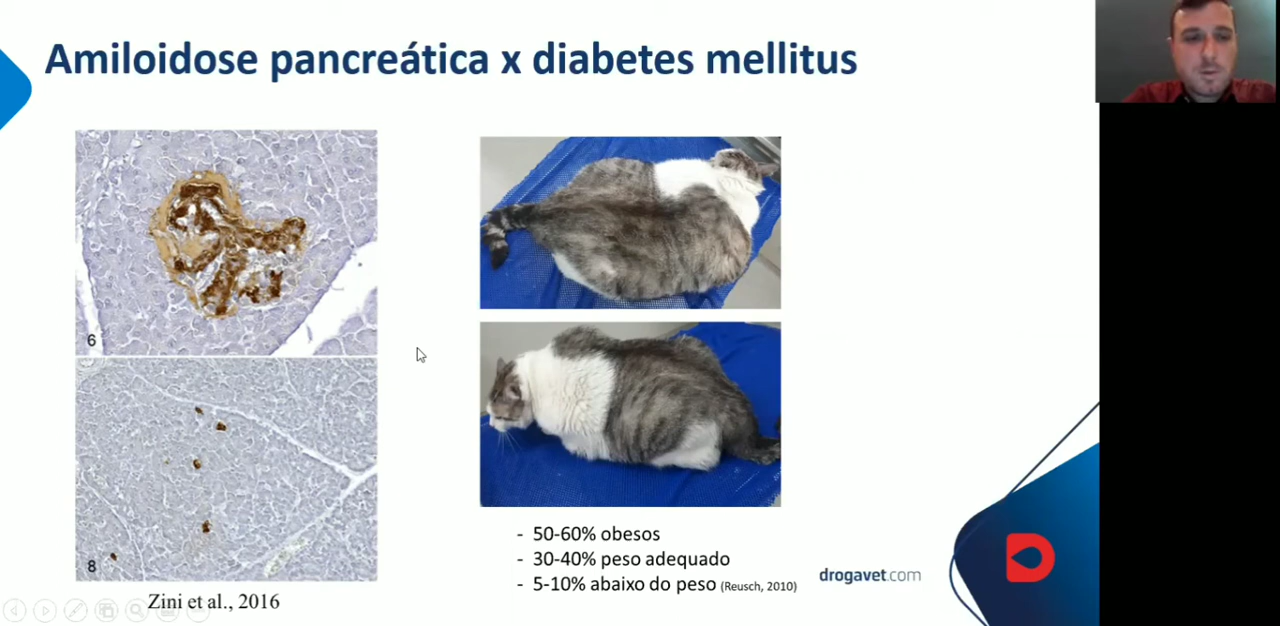 Amiloidose pancreática x diabetes mellitus
6
8
Zini et al., 2016
- 50-60% obesos
- 30-40% peso adequado
- 5-10% abaixo do peso (Reusch, 2010)
drogavet.com